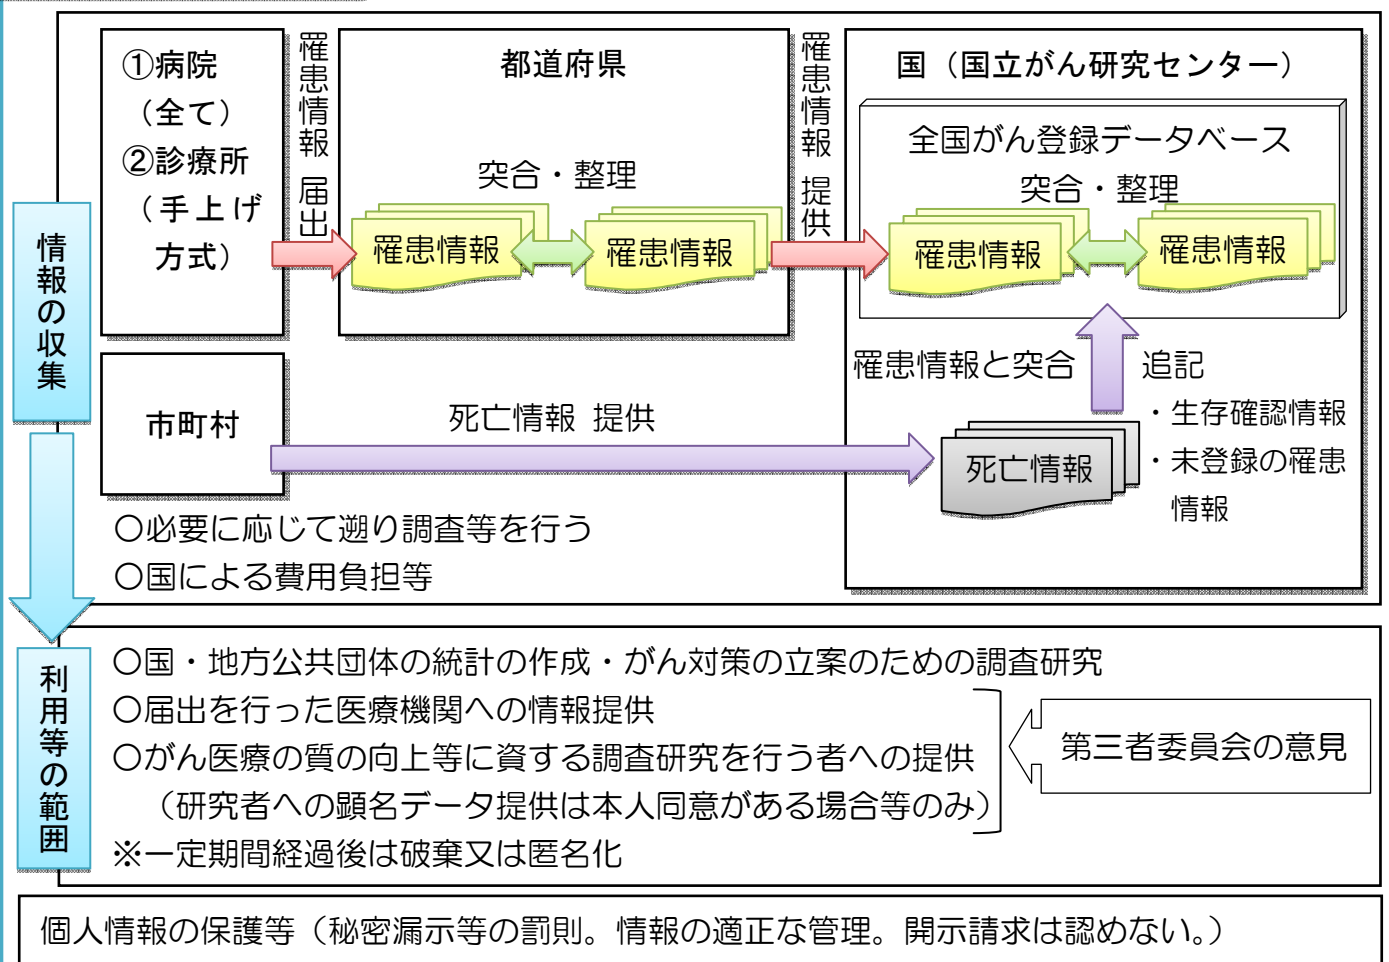 情報の収集
①病院
（全て）
②診療所
（手上げ
方式）
罹患情報 届出
都道府県
突合・整理
罹患情報
罹患情報
罹患情報 提供
国（国立がん研究センター）
全国がん登録データベース
突合・整理
罹患情報
罹患情報
罹患情報と突合
追記
・生存確認情報
・未登録の罹患
情報
市町村
死亡情報 提供
死亡情報
〇必要に応じて遡り調査等を行う
〇国による費用負担等
利用等の範囲
〇国・地方公共団体の統計の作成・がん対策の立案のための調査研究
〇届出を行った医療機関への情報提供
〇がん医療の質の向上等に資する調査研究を行う者への提供
（研究者への顕名データ提供は本人同意がある場合等のみ）
第三者委員会の意見
※一定期間経過後は破棄又は匿名化
個人情報の保護等（秘密漏示等の罰則。情報の適正な管理。開示請求は認めない。）